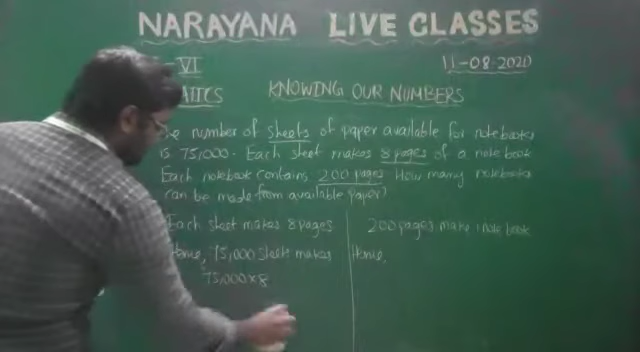 NARAYANA LIVE CLASSES
- VI
11-08-2020
ATICS KNOWING OUR NUMBERS
he number of sheets of paper available for notebooks
is 75,000. Each sheet makes 8 pages of a notebook
Each notebook contains 200 pages How many notebooks
can be made from available paper?
Each sheet makes 8 pages
Hence, 75,000 sheets makes
75,000 × 8
200 pages make 1 note book
Hence,